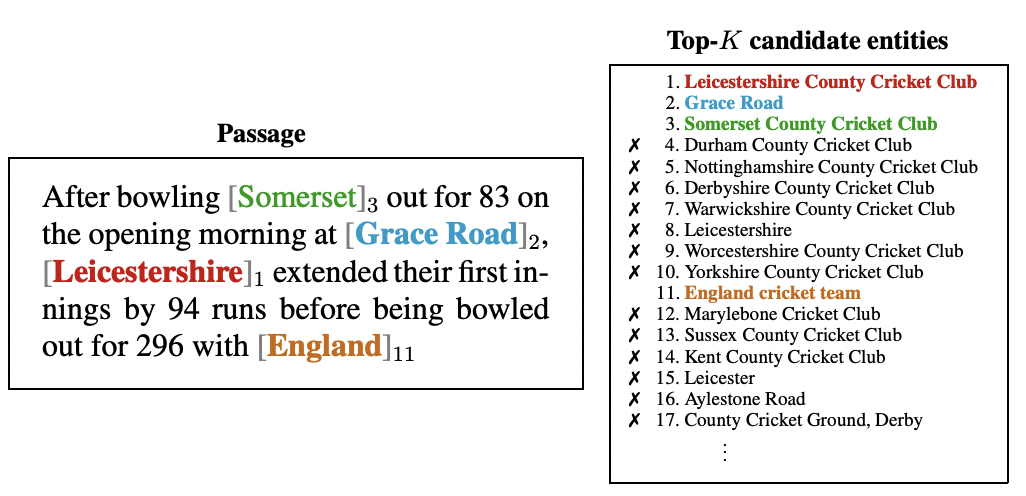 Passage
After bowling [Somerset]3 out for 83 on
the opening morning at [Grace Road]2,
[Leicestershire]1 extended their first in-
nings by 94 runs before being bowled
out for 296 with [England]11
Top-K candidate entities
1. Leicestershire County Cricket Club
2. Grace Road
3. Somerset County Cricket Club
✗ 4. Durham County Cricket Club
✗ 5. Nottinghamshire County Cricket Club
✗ 6. Derbyshire County Cricket Club
✗ 7. Warwickshire County Cricket Club
✗ 8. Leicestershire
✗ 9. Worcestershire County Cricket Club
✗ 10. Yorkshire County Cricket Club
11. England cricket team
✗ 12. Marylebone Cricket Club
✗ 13. Sussex County Cricket Club
✗ 14. Kent County Cricket Club
✗ 15. Leicester
✗ 16. Aylestone Road
✗ 17. County Cricket Ground, Derby
⋮